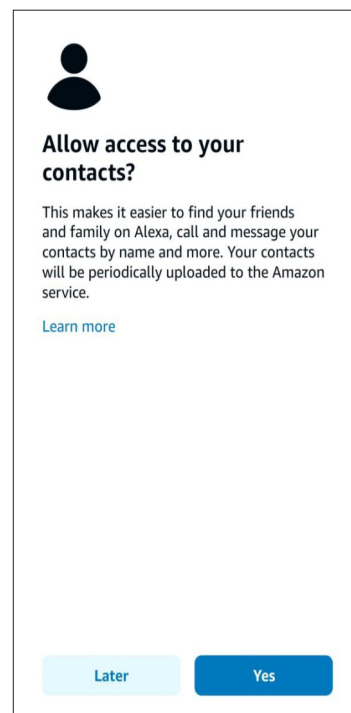 Allow access to your
contacts?
This makes it easier to find your friends
and family on Alexa, call and message your
contacts by name and more. Your contacts
will be periodically uploaded to the Amazon
service.
Learn more
Later
Yes